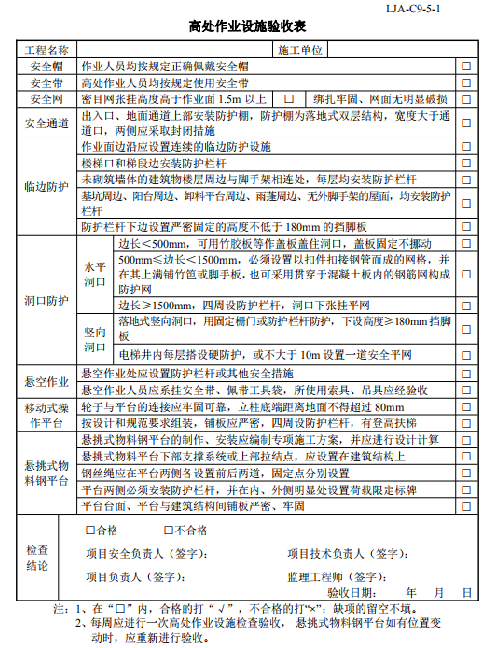 LJA-C9-5-1
高处作业设施验收表
工程名称 施工单位
安全帽 作业人员均按规定正确佩戴安全帽 □
安全带 高处作业人员均按规定使用安全带 □
安全网 密目网张挂高度高于作业面 1.5m 以上 □ 绑扎牢固、网面无明显破损 □
安全通道 出入口、地面通道上部安装防护棚，防护棚为落地式双层结构，宽度大于通
道口，两侧应采取封闭措施 □
临边防护 作业面边沿应设置连续的临边防护设施 □
楼梯口和梯段边安装防护栏杆 □
未砌筑墙体的建筑物楼层周边与脚手架相连处，每层均安装防护栏杆 □
基坑周边、阳台周边、卸料平台周边、雨蓬周边、无外脚手架的屋面，均安装防护
栏杆 □
防护栏杆下边设置严密固定的高度不低于 180mm 的挡脚板 □
洞口防护 水平洞口 边长＜500mm，可用竹胶板等作盖板盖住洞口，盖板固定不挪动 □
500mm≤边长＜1500mm，必须设置以扣件扣接钢管而成的网格，并
在其上满铺竹笆或脚手板．也可采用贯穿于混凝土板内的钢筋网构成
防护网 □
边长≥1500mm，四周设防护栏杆，洞口下张挂平网 □
竖向洞口 落地式竖向洞口，用固定栅门或防护栏杆防护，下设高度≥180mm 挡脚
板 □
电梯井内每层搭设硬防护，或不大于 10m 设置一道安全平网 □
悬空作业 悬空作业处应设置防护栏杆或其他安全措施 □
悬空作业人员应系挂安全带、佩带工具袋，所使用索具、吊具应经验收 □
移动式操作平台 轮子与平台的连接应牢固可靠，立柱底端距离地面不得超过 80mm □
按设计和规范要求组装，铺板应严密，四周设防护栏杆，有登高扶梯 □
悬挑式物料钢平台 悬挑式物料钢平台的制作、安装应编制专项施工方案，并应进行设计计算 □
悬挑式物料钢平台下部支撑系统或上部拉结点，应设置在建筑结构上 □
钢丝绳应在平台两侧各设置前后两道，固定点分别设置 □
平台两侧必须安装防护栏杆，并在内、外侧明显处设置荷载限定标牌 □
平台台面、平台与建筑结构间铺板严密、牢固 □
检查结论 □合格 □不合格
项目安全负责人（签字）： 项目技术负责人（签字）：
项目负责人（签字）： 监理工程师（签字）：
验收日期： 年 月 日
注：1、在“□”内，合格的打“√”，不合格的打“×”；缺项的留空不填。
2、每周应进行一次高处作业设施检查验收， 悬挑式物料钢平台如有位置变
动时，应重新进行验收。